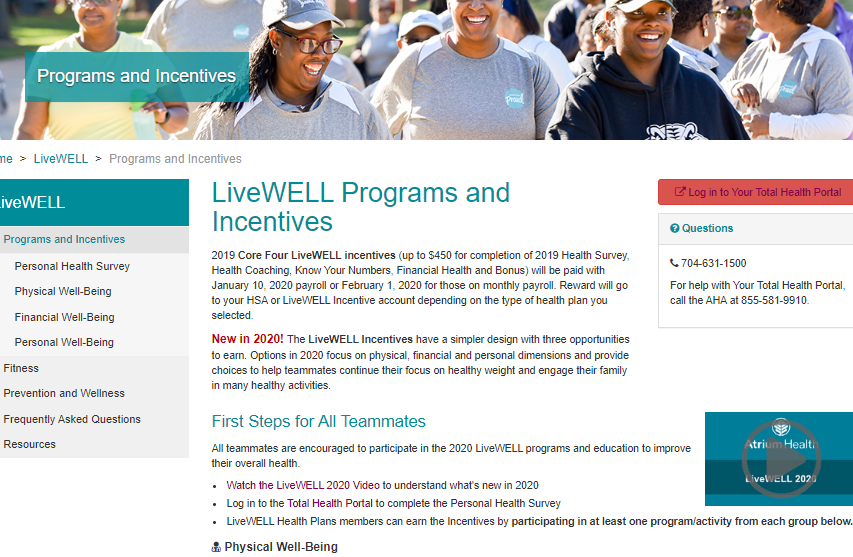 Programs and Incentives
me > LiveWELL > Programs and Incentives
LiveWELL
Programs and Incentives
Personal Health Survey
Physical Well-Being
Financial Well-Being
Personal Well-Being
Fitness
Prevention and Wellness
Frequently Asked Questions
Resources
LiveWELL Programs and
Incentives
2019 Core Four LiveWELL incentives (up to $450 for completion of 2019 Health Survey,
Health Coaching, Know Your Numbers, Financial Health and Bonus) will be paid with
January 10, 2020 payroll or February 1, 2020 for those on monthly payroll. Reward will go
to your HSA or LiveWELL Incentive account depending on the type of health plan you
selected.
New in 2020! The LiveWELL Incentives have a simpler design with three opportunities
to earn. Options in 2020 focus on physical, financial and personal dimensions and provide
choices to help teammates continue their focus on healthy weight and engage their family
in many healthy activities.
Log in to Your Total Health Portal
Questions
704-631-1500
For help with Your Total Health Portal,
call the AHA at 855-581-9910.
First Steps for All Teammates
All teammates are encouraged to participate in the 2020 LiveWELL programs and education to improve
their overall health.
• Watch the LiveWELL 2020 Video to understand what's new in 2020
• Log in to the Total Health Portal to complete the Personal Health Survey
• LiveWELL Health Plans members can earn the Incentives by participating in at least one program/activity from each group below.
Atrium Health
LiveWELL 2020
Physical Well-Being